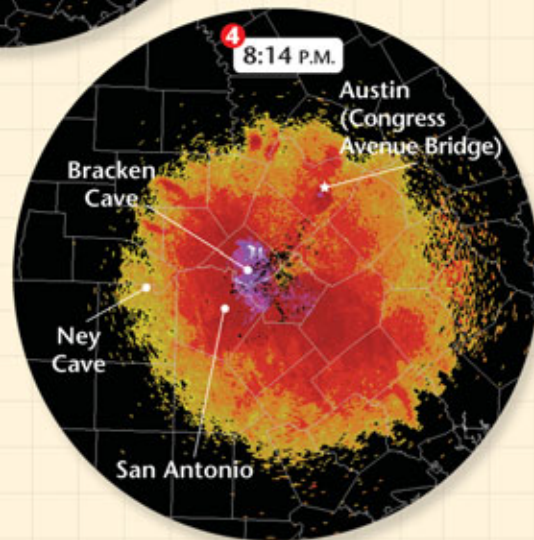 4
8:14 P.M.
Austin
(Congress
Avenue Bridge)
Bracken
Cave
Ney
Cave
San Antonio